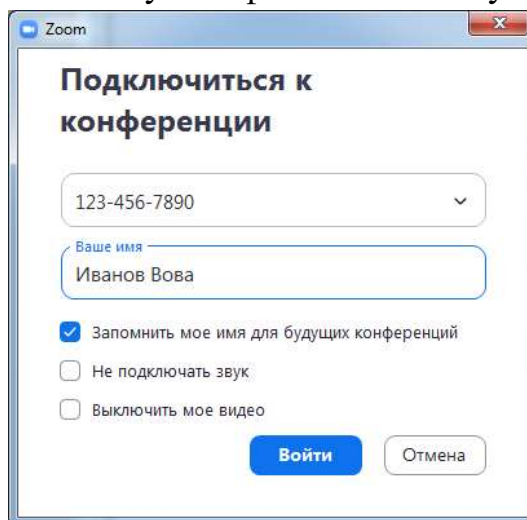 Zoom
Подключиться к
конференции
123-456-7890
Ваше имя
Иванов Вова
Запомнить мое имя для будущих конференций
Не подключать звук
Выключить мое видео
Войти Отмена